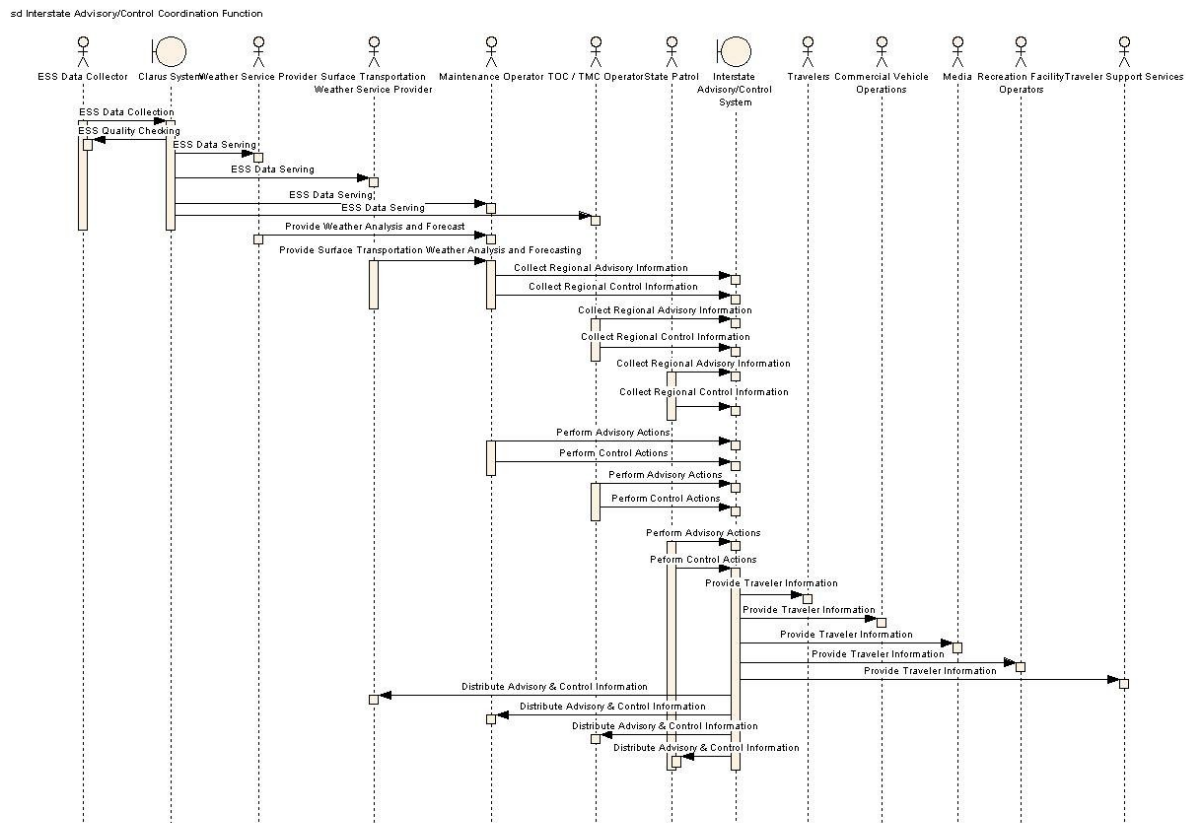 sd Interstate Advisory/Control Coordination Function
ESS Data Collector Clarus System Weather Service Provider Surface Transportation Maintenance Operator TOC / TMC Operator State Patrol Interstate Travelers Commercial Vehicle Media Recreation Facility Traveler Support Services
Weather Service Provider Advisory/Control Operations Operators
System
ESS Data Collection
ESS Quality Checking
ESS Data Serving
ESS Data Serving
ESS Data Serving
ESS Data Serving
Provide Weather Analysis and Forecast
Provide Surface Transportation Weather Analysis and Forecasting
Collect Regional Advisory Information
Collect Regional Control Information
Collect Regional Advisory Information
Collect Regional Control Information
Collect Regional Advisory Information
Collect Regional Control Information
Perform Advisory Actions
Perform Control Actions
Perform Advisory Actions
Perform Control Actions
Perform Advisory Actions
Peform Control Actions
Provide Traveler Information
Provide Traveler Information
Provide Traveler Information
Provide Traveler Information
Provide Traveler Information
Distribute Advisory & Control Information
Distribute Advisory & Control Information
Distribute Advisory & Control Information
Distribute Advisory & Control Information